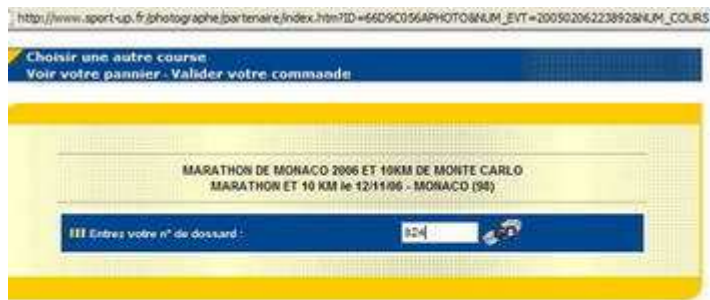 http://www.sport-up.fr/photographe/partenaire/index.htm?ID=66D9C056APHOTO&NUM_EVT=200502062238928&NUM_COURS
Choisir une autre course
Voir votre pannier - Valider votre commande
MARATHON DE MONACO 2006 ET 10KM DE MONTE CARLO
MARATHON ET 10 KM le 12/11/06 - MONACO (98)
Entrez votre n° de dossard : 824